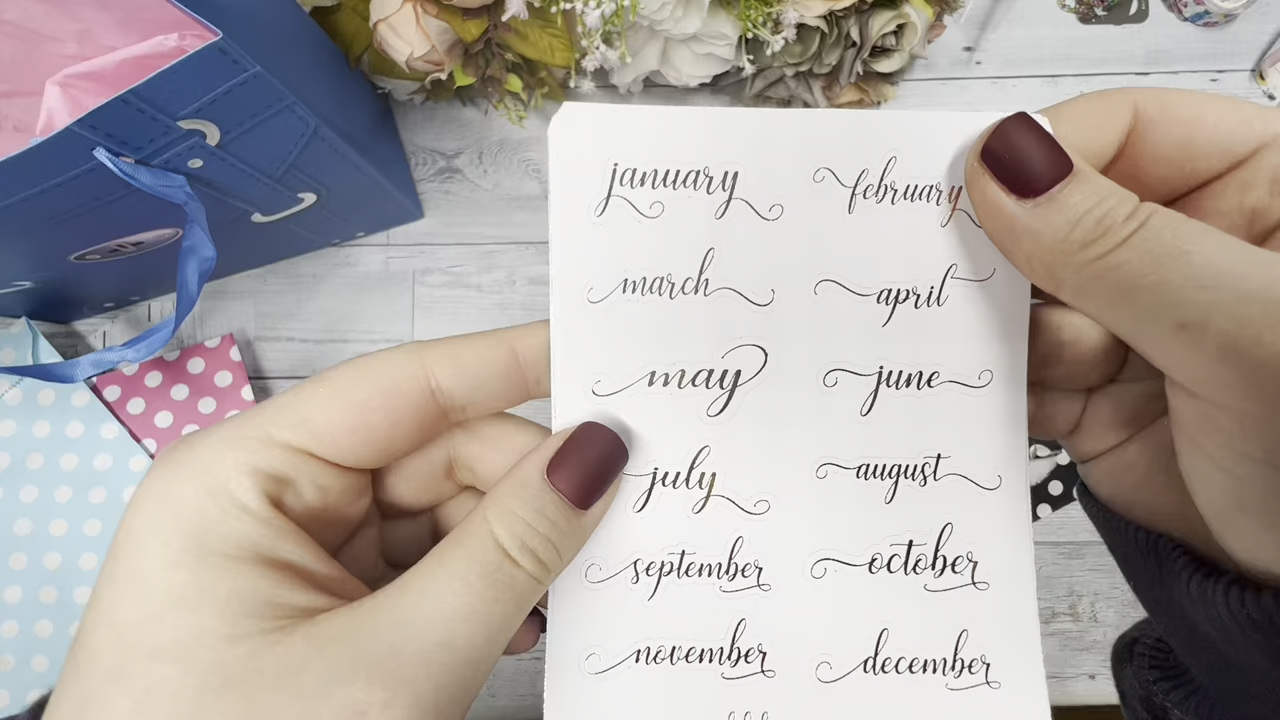 january february
march april
may june
july august
september october
november december